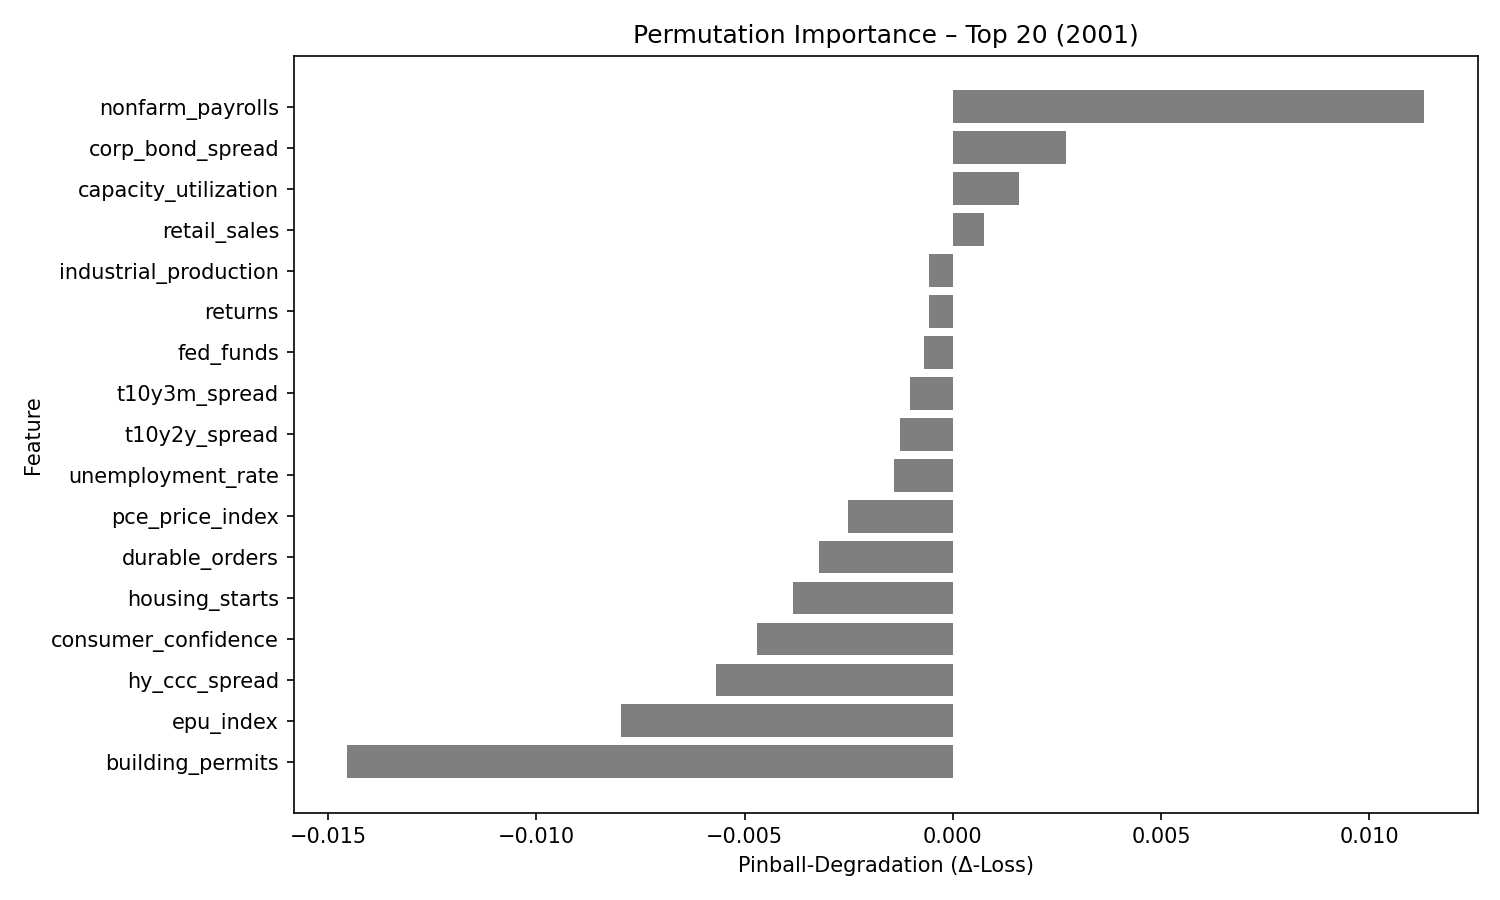 Permutation Importance – Top 20 (2001)
nonfarm_payrolls
corp_bond_spread
capacity_utilization
retail_sales
industrial_production
returns
fed_funds
t10y3m_spread
t10y2y_spread
unemployment_rate
pce_price_index
durable_orders
housing_starts
consumer_confidence
hy_ccc_spread
epu_index
building_permits
Feature
−0.015 −0.010 −0.005 0.000 0.005 0.010
Pinball-Degradation (Δ-Loss)